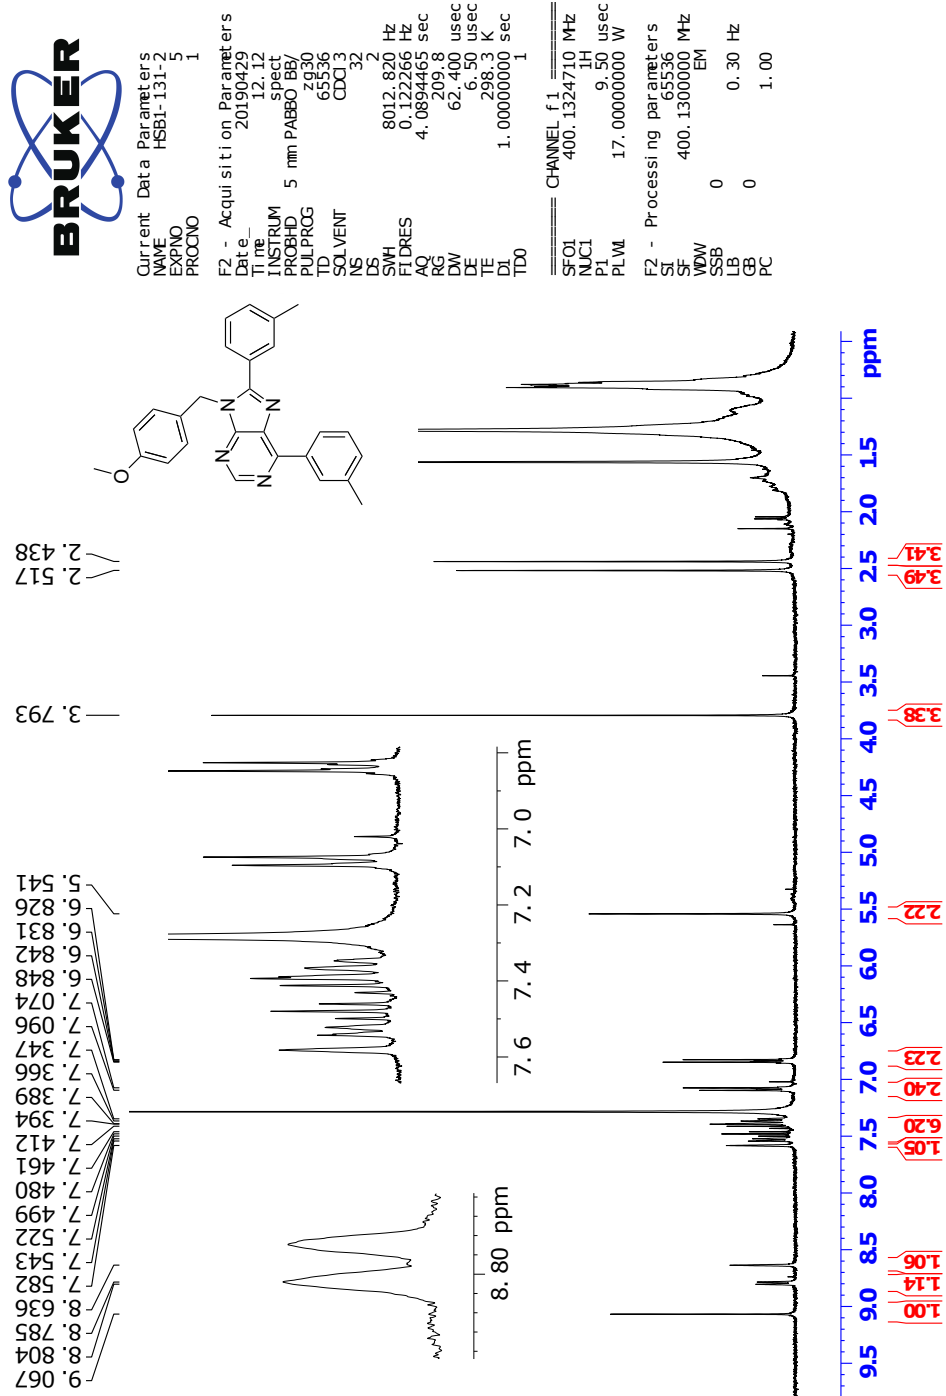 BRUKER
Current Data Parameters
NAME HSB1-131-2
EXPNO 5
PROCNO 1
F2 - Acquisition Parameters
Date_ 20190429
Time 12.12
INSTRUM spect
PROBHD 5 mm PABBO BB/
PULPROG zg30
TD 65536
SOLVENT CDCl3
NS 32
DS 2
SWH 8012.820 Hz
FIDRES 0.122266 Hz
AQ 4.0894465 sec
RG 209.8
DW 62.400 usec
DE 6.50 usec
TE 298.3 K
D1 1.00000000 sec
TD0 1
======== CHANNEL f1 ========
SFO1 400.1324710 MHz
NUC1 1H
P1 9.50 usec
PLW1 17.00000000 W
F2 - Processing parameters
SI 65536
SF 400.1300000 MHz
WDW EM
SSB 0
LB 0.30 Hz
GB 0
PC 1.00
9.067
8.804
8.785
8.636
7.582
7.543
7.522
7.499
7.480
7.461
7.412
7.394
7.389
7.366
7.347
7.096
7.074
6.848
6.842
6.831
6.826
5.541
3.793
2.517
2.438
O
N
N
N
N
8.80 ppm
7.6 7.4 7.2 7.0 ppm
9.5 9.0 8.5 8.0 7.5 7.0 6.5 6.0 5.5 5.0 4.5 4.0 3.5 3.0 2.5 2.0 1.5 ppm
1.00
1.14
1.06
1.05
6.20
2.40
2.23
2.22
3.38
3.49
3.41